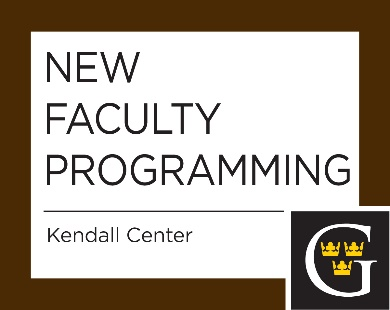 NEW
FACULTY
PROGRAMMING
Kendall Center
G